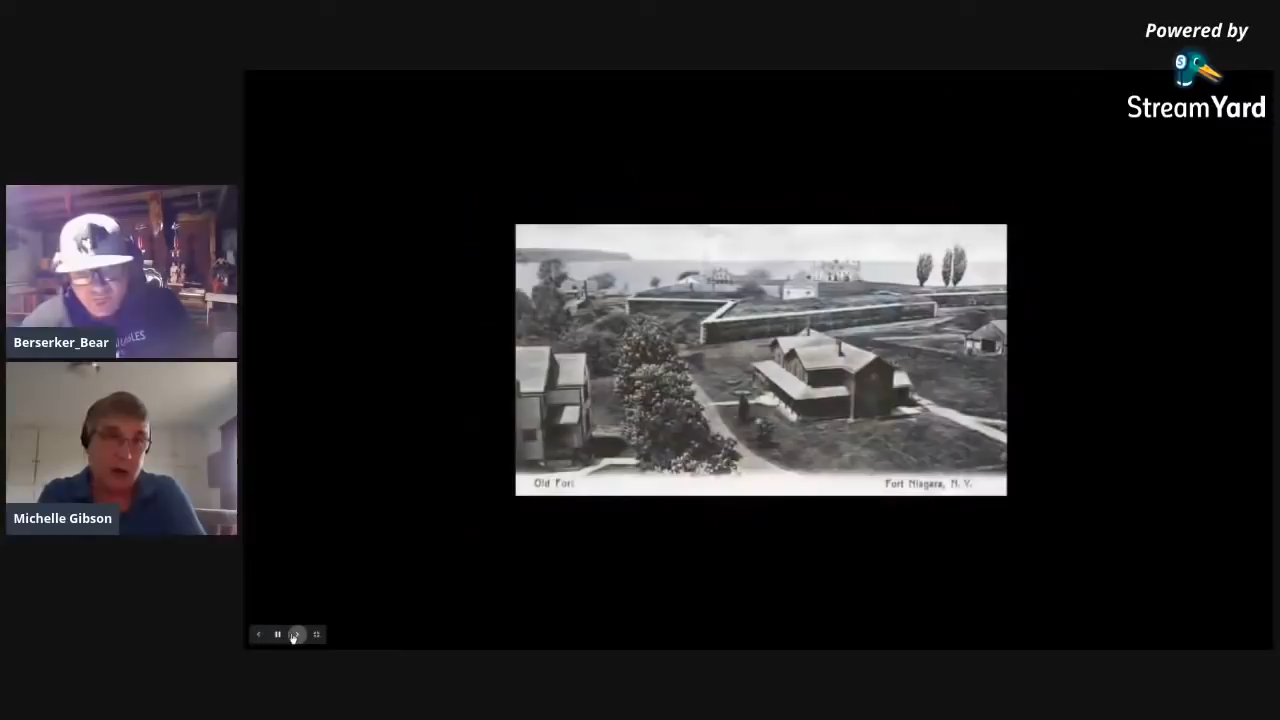 Powered by
StreamYard
Berserker_Bear
Michelle Gibson
Old Fort
Fort Niagara, N. Y.